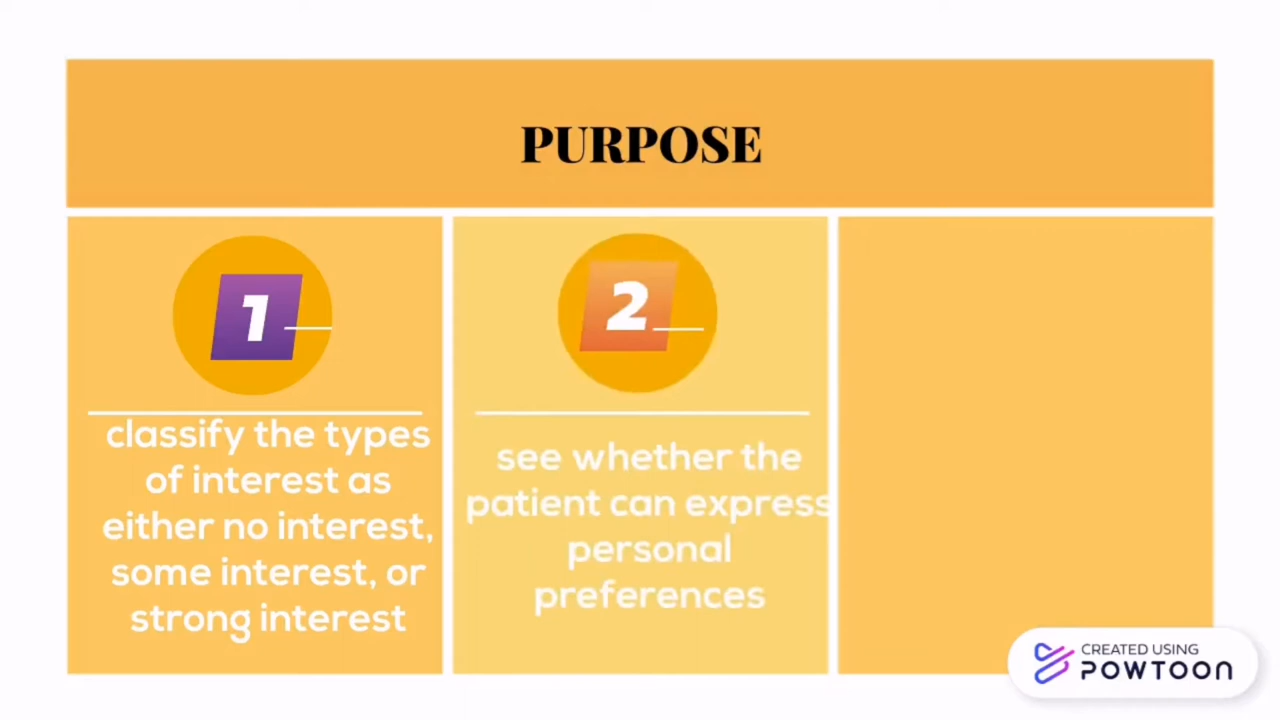 PURPOSE
1
classify the types
of interest as
either no interest,
some interest, or
strong interest
2
see whether the
patient can express
personal
preferences
CREATED USING
POWTOON